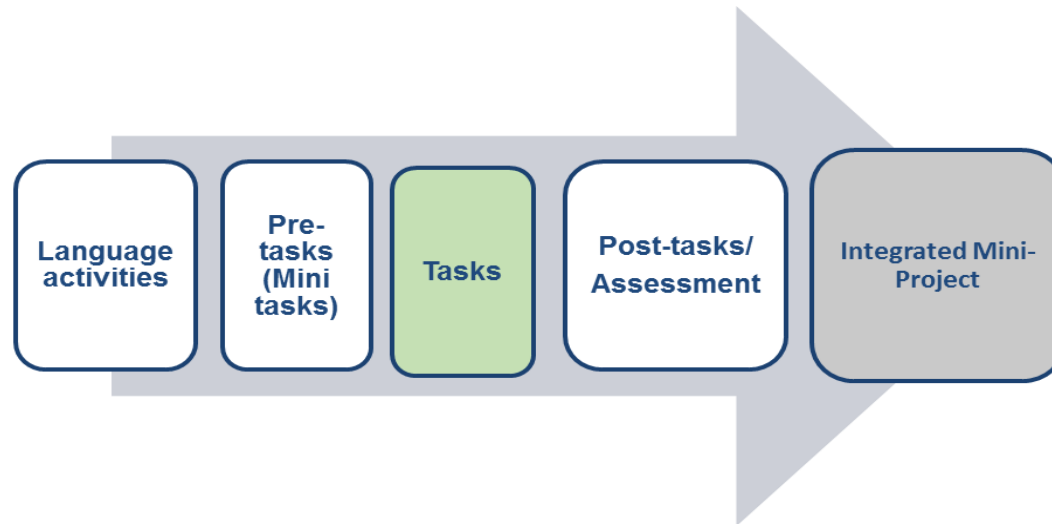 Language
activities
Pre-
tasks
(Mini
tasks)
Tasks
Post-tasks/
Assessment
Integrated Mini-
Project